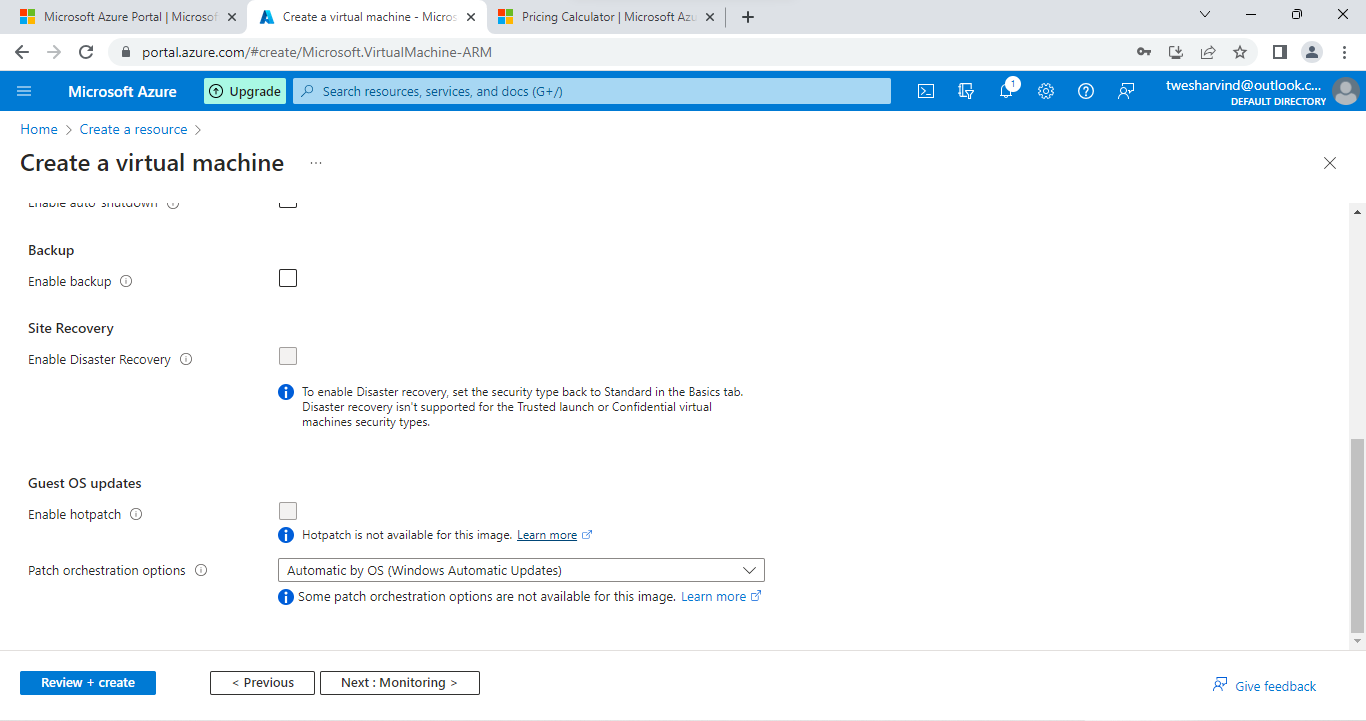 Microsoft Azure Portal | Microsof
Create a virtual machine - Micros
Pricing Calculator | Microsoft Azu
portal.azure.com/#create/Microsoft.VirtualMachine-ARM
Microsoft Azure
Upgrade
Search resources, services, and docs (G+/)
1
twesharvind@outlook.c...
DEFAULT DIRECTORY
Home > Create a resource >
Create a virtual machine ...
Enable auto-shutdown
Backup
Enable backup
Site Recovery
Enable Disaster Recovery
To enable Disaster recovery, set the security type back to Standard in the Basics tab.
Disaster recovery isn't supported for the Trusted launch or Confidential virtual
machines security types.
Guest OS updates
Enable hotpatch
Hotpatch is not available for this image. Learn more
Patch orchestration options
Automatic by OS (Windows Automatic Updates)
Some patch orchestration options are not available for this image. Learn more
Review + create
< Previous
Next : Monitoring >
Give feedback